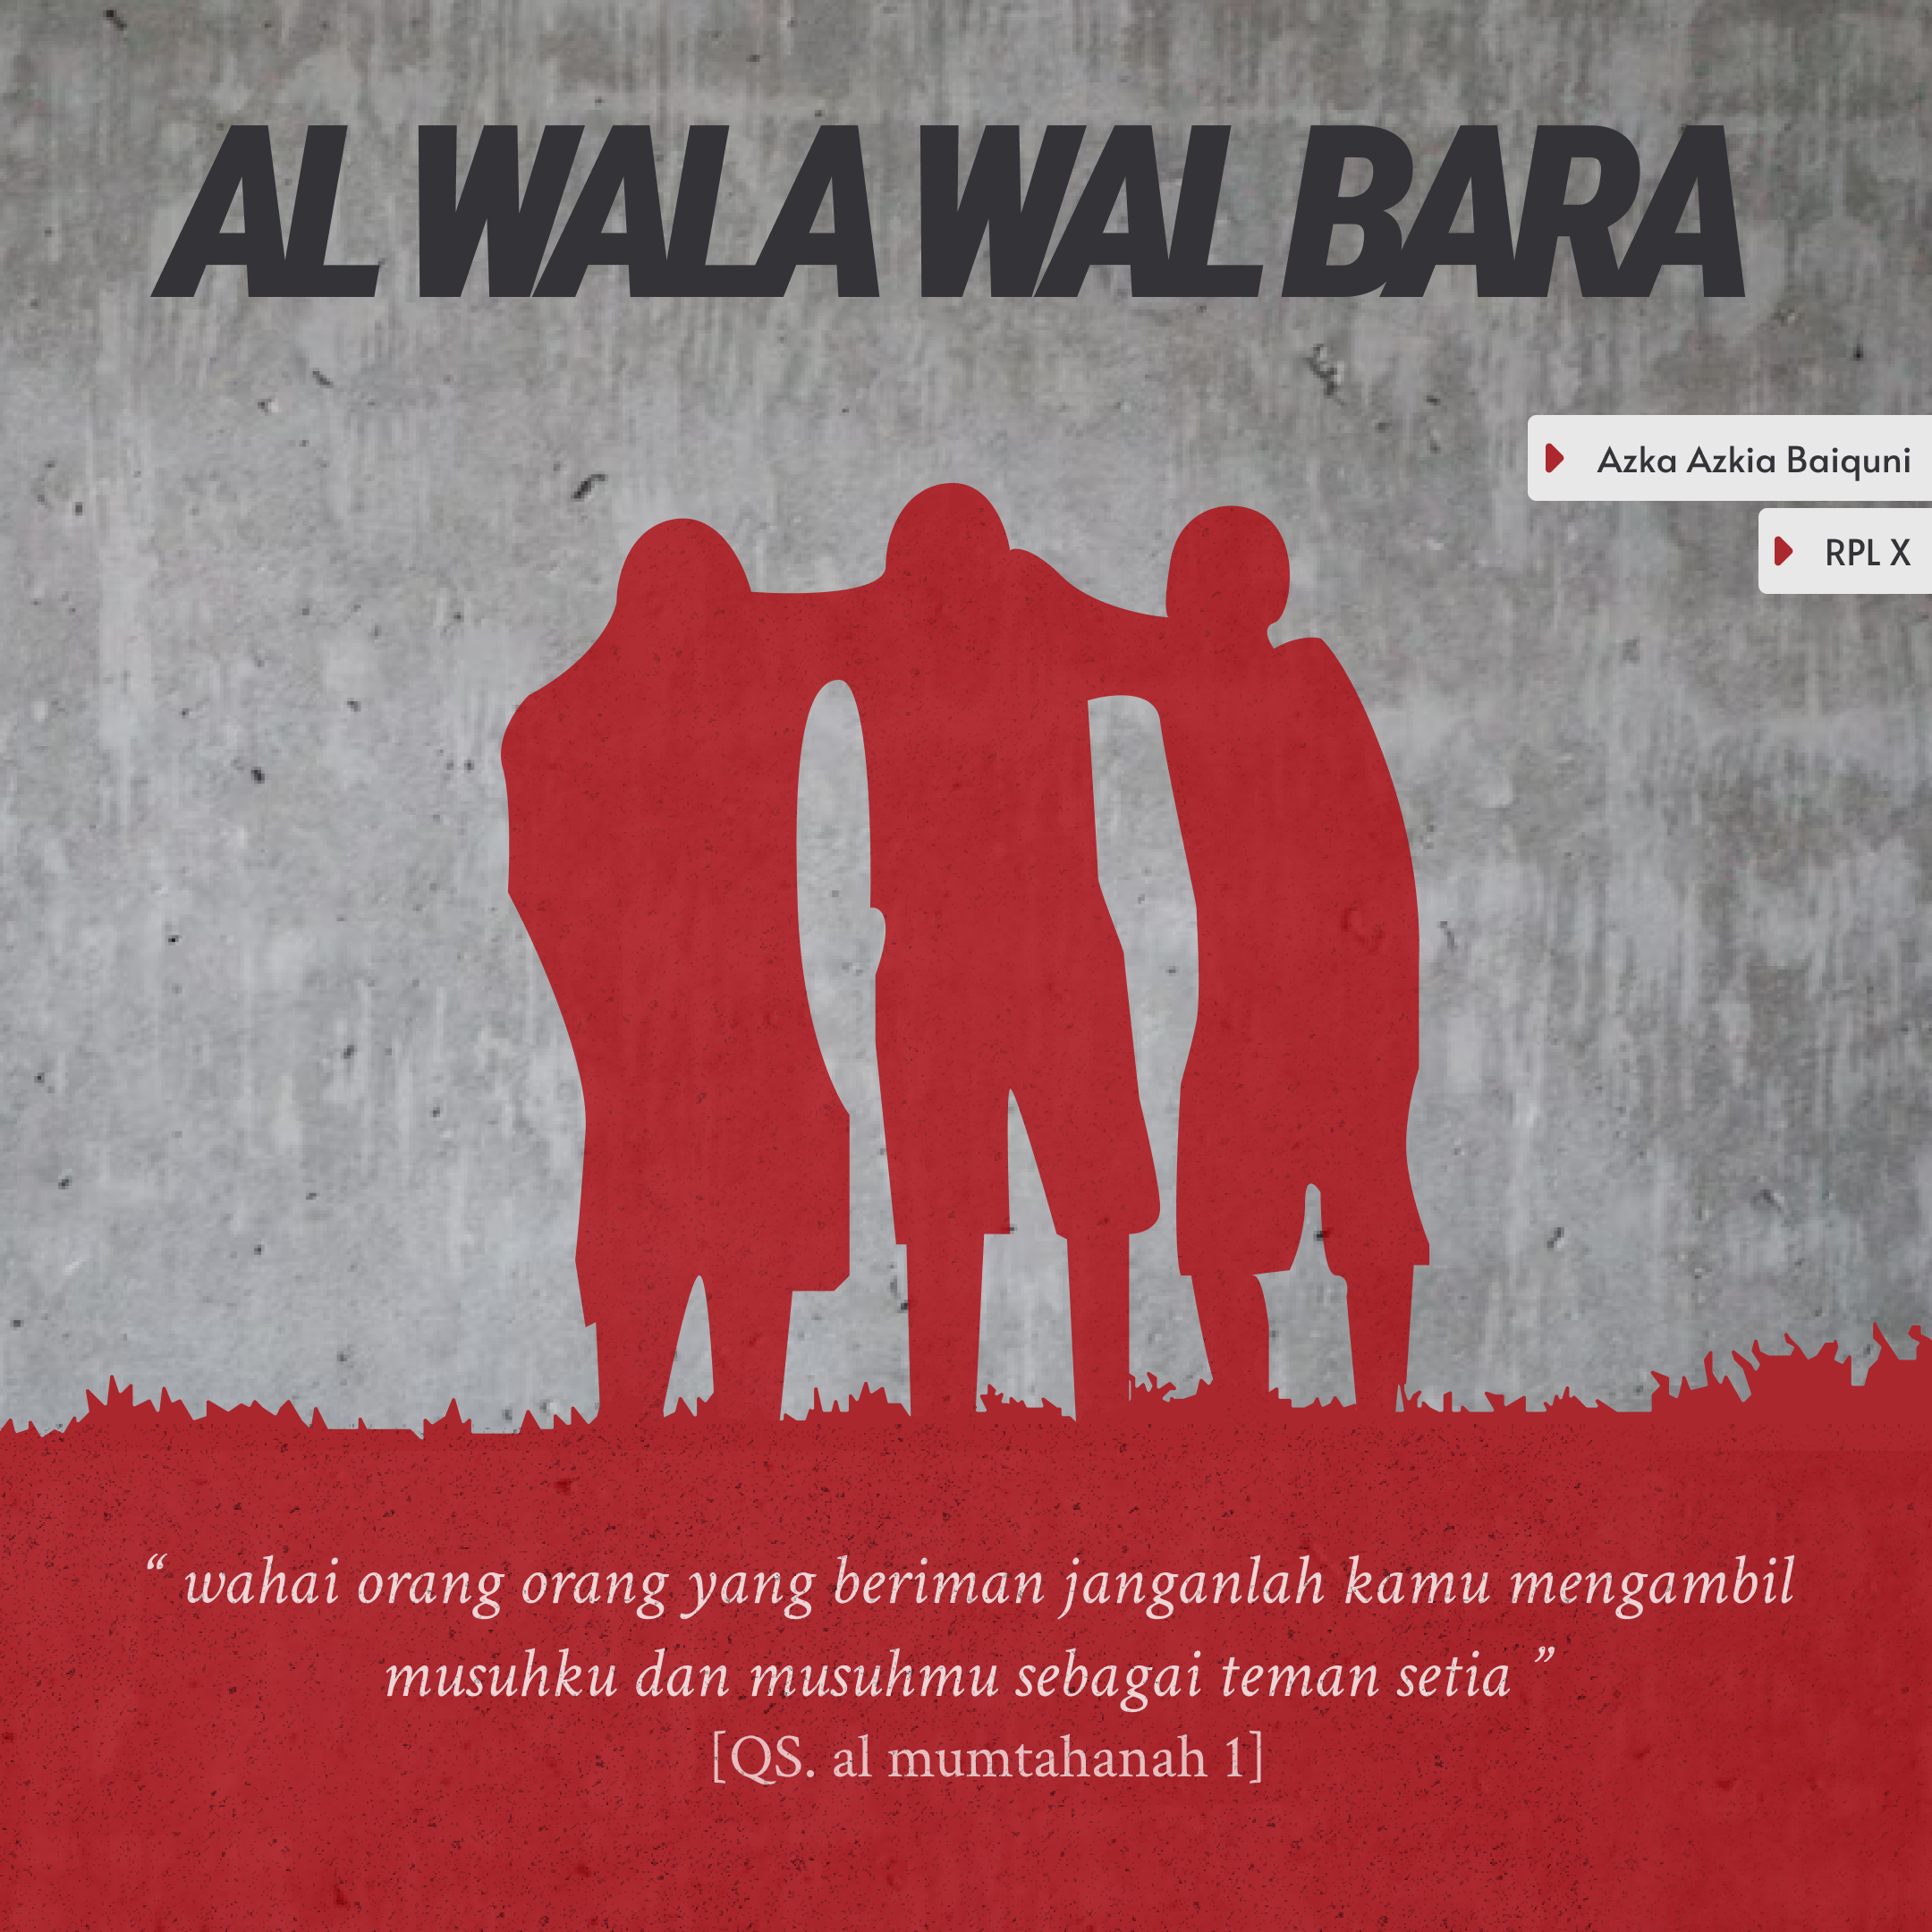 AL WALA WAL BARA
Azka Azkia Baiquni
RPL X
“ wahai orang orang yang beriman janganlah kamu mengambil
musuhku dan musuhmu sebagai teman setia ”
[QS. al mumtahanah 1]